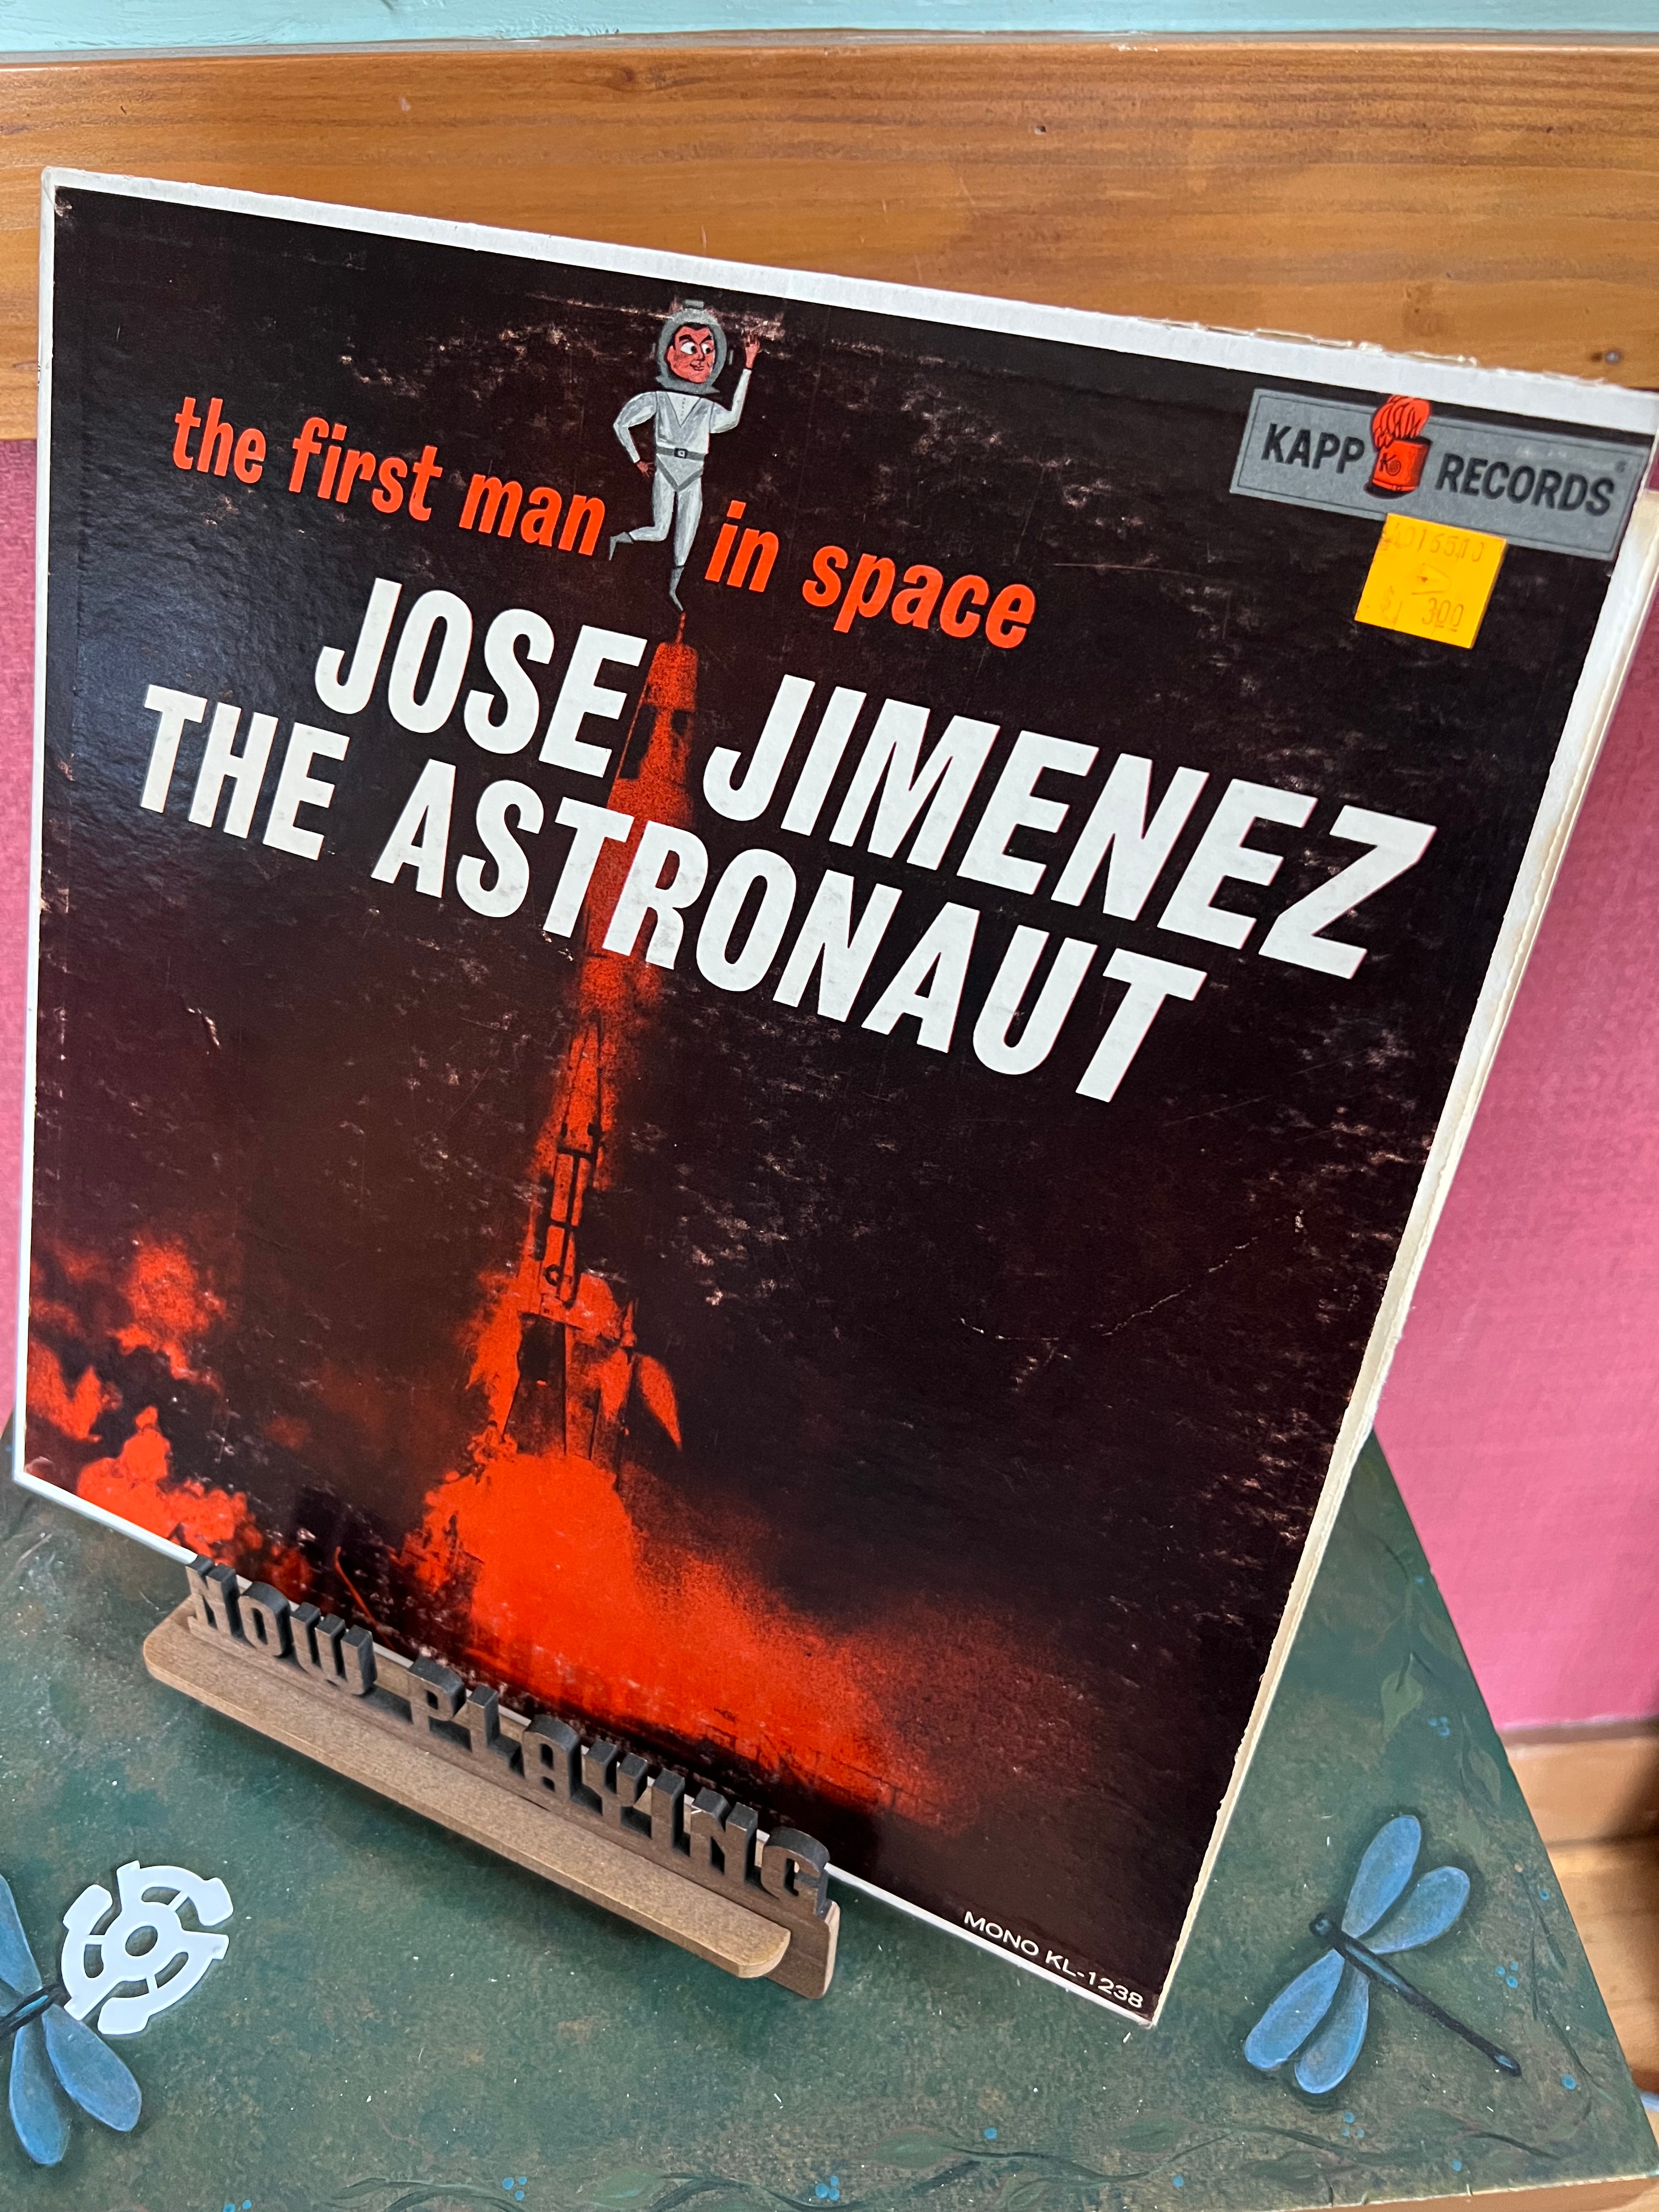 the first man in space
KAPP K RECORDS®
JOSE JIMENEZ
THE ASTRONAUT
NOW PLAYING
MONO KL-1238